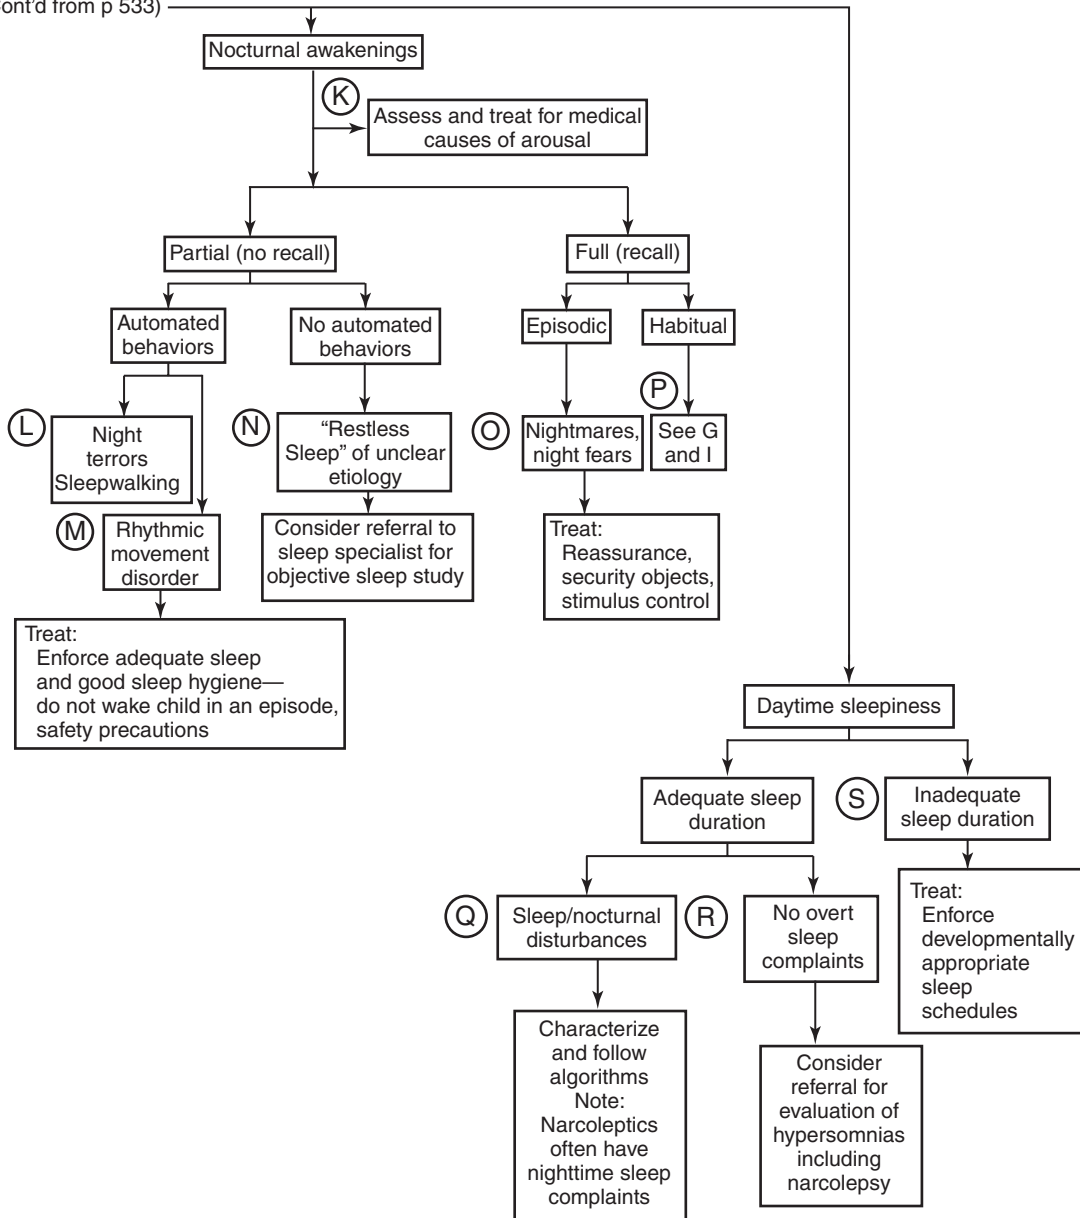 ont'd from p 533)
Nocturnal awakenings
K
Assess and treat for medical
causes of arousal
Partial (no recall)
Full (recall)
Automated
behaviors
No automated
behaviors
Episodic
Habitual
L
Night
terrors
Sleepwalking
N
“Restless
Sleep” of unclear
etiology
O
Nightmares,
night fears
P
See G
and I
M
Rhythmic
movement
disorder
Consider referral to
sleep specialist for
objective sleep study
Treat:
Reassurance,
security objects,
stimulus control
Treat:
Enforce adequate sleep
and good sleep hygiene—
do not wake child in an episode,
safety precautions
Daytime sleepiness
Adequate sleep
duration
S
Inadequate
sleep duration
Q
Sleep/nocturnal
disturbances
R
No overt
sleep
complaints
Treat:
Enforce
developmentally
appropriate
sleep
schedules
Characterize
and follow
algorithms
Note:
Narcoleptics
often have
nighttime sleep
complaints
Consider
referral for
evaluation of
hypersomnias
including
narcolepsy